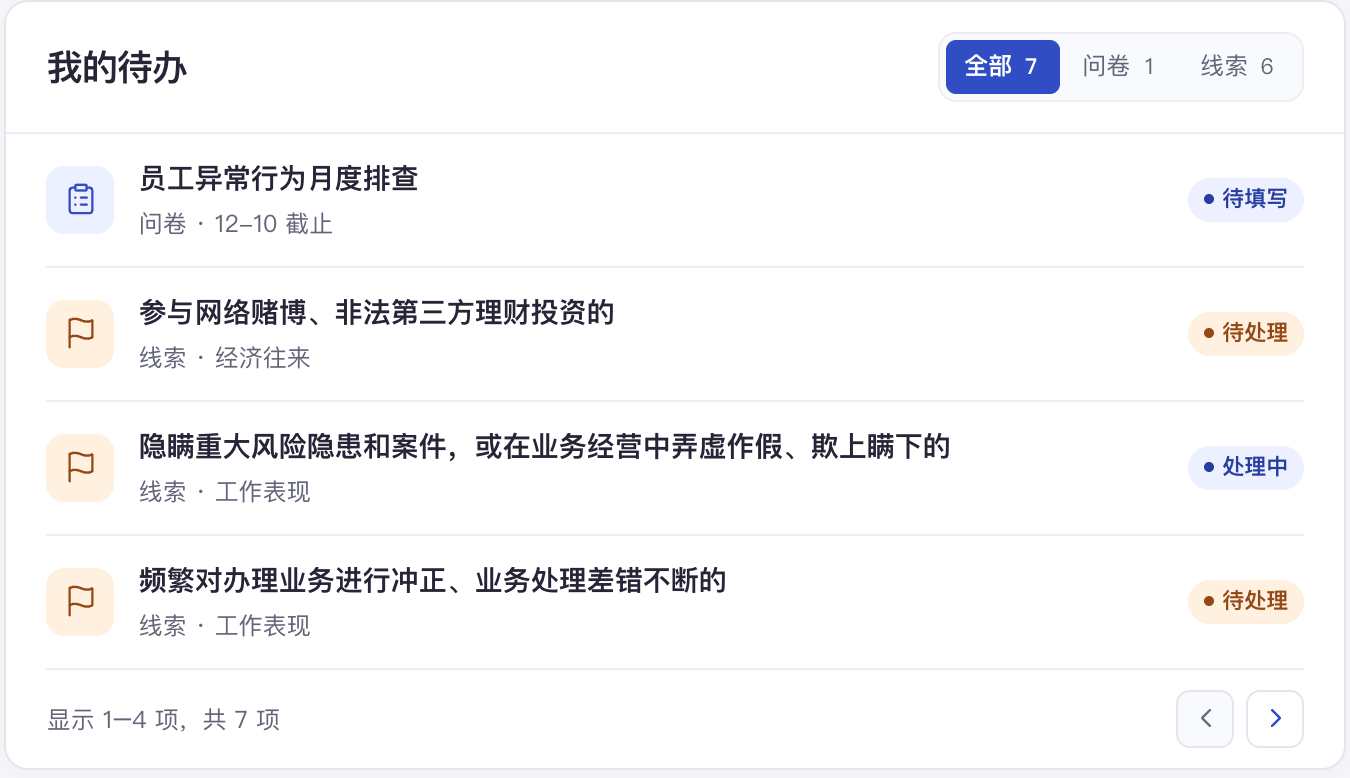 我的待办
全部 7 问卷 1 线索 6
员工异常行为月度排查
问卷 · 12-10 截止
待填写
参与网络赌博、非法第三方理财投资的
线索 · 经济往来
待处理
隐瞒重大风险隐患和案件，或在业务经营中弄虚作假、欺上瞒下的
线索 · 工作表现
处理中
频繁对办理业务进行冲正、业务处理差错不断的
线索 · 工作表现
待处理
显示 1–4 项，共 7 项